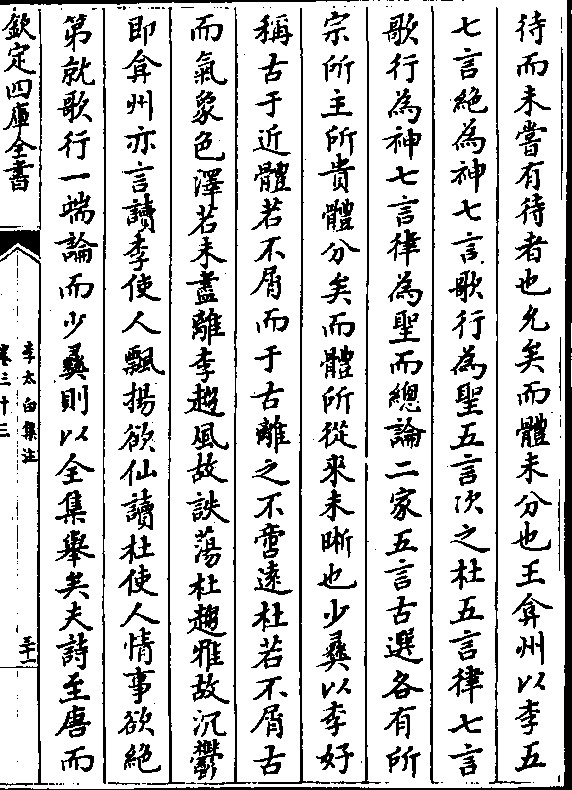 待而未嘗有待者也允矣而體未分也王弇州以李五
七言絕為神七言歌行為聖五言次之杜五言律七言
歌行為神七言律為聖而總論二家五言古選各有所
宗所主所貴體分矣而體所從來未晰也少彝以李好
稱古于近體若不屑而于古離之不啻遠杜若不屑古
而氣象色澤若未盡離李趨風故詄蕩杜趨雅故沉鬱
即弇州亦言讀李使人飄揚欲仙讀杜使人情事欲絶
第就歌行一端論而少彝則以全集舉矣夫詩至唐而
欽定四庫全書
李太白集注
卷三十三
三十一